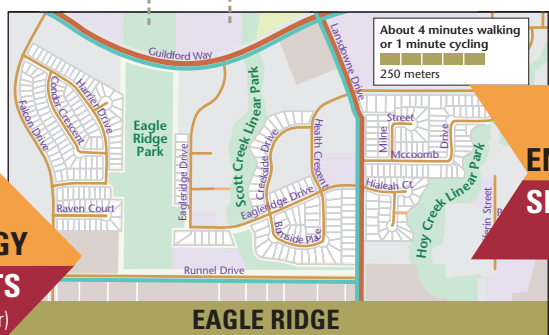 Guildford Way
Lansdowne Drive
About 4 minutes walking
or 1 minute cycling
250 meters
Falcon Drive
Condor Crescent
Harrier Drive
Eagle
Ridge
Park
Raven Court
Eagleridge Drive
Scott Creek Linear Park
Creekside Drive
Health Crescent
Eagleridge Drive
Burnside Place
Milne
Street
Mccoomb
Drive
Hialeah Ct
Hoy Creek Linear Park
Street
Runnel Drive
EN
GY
TS
r)
EAGLE RIDGE